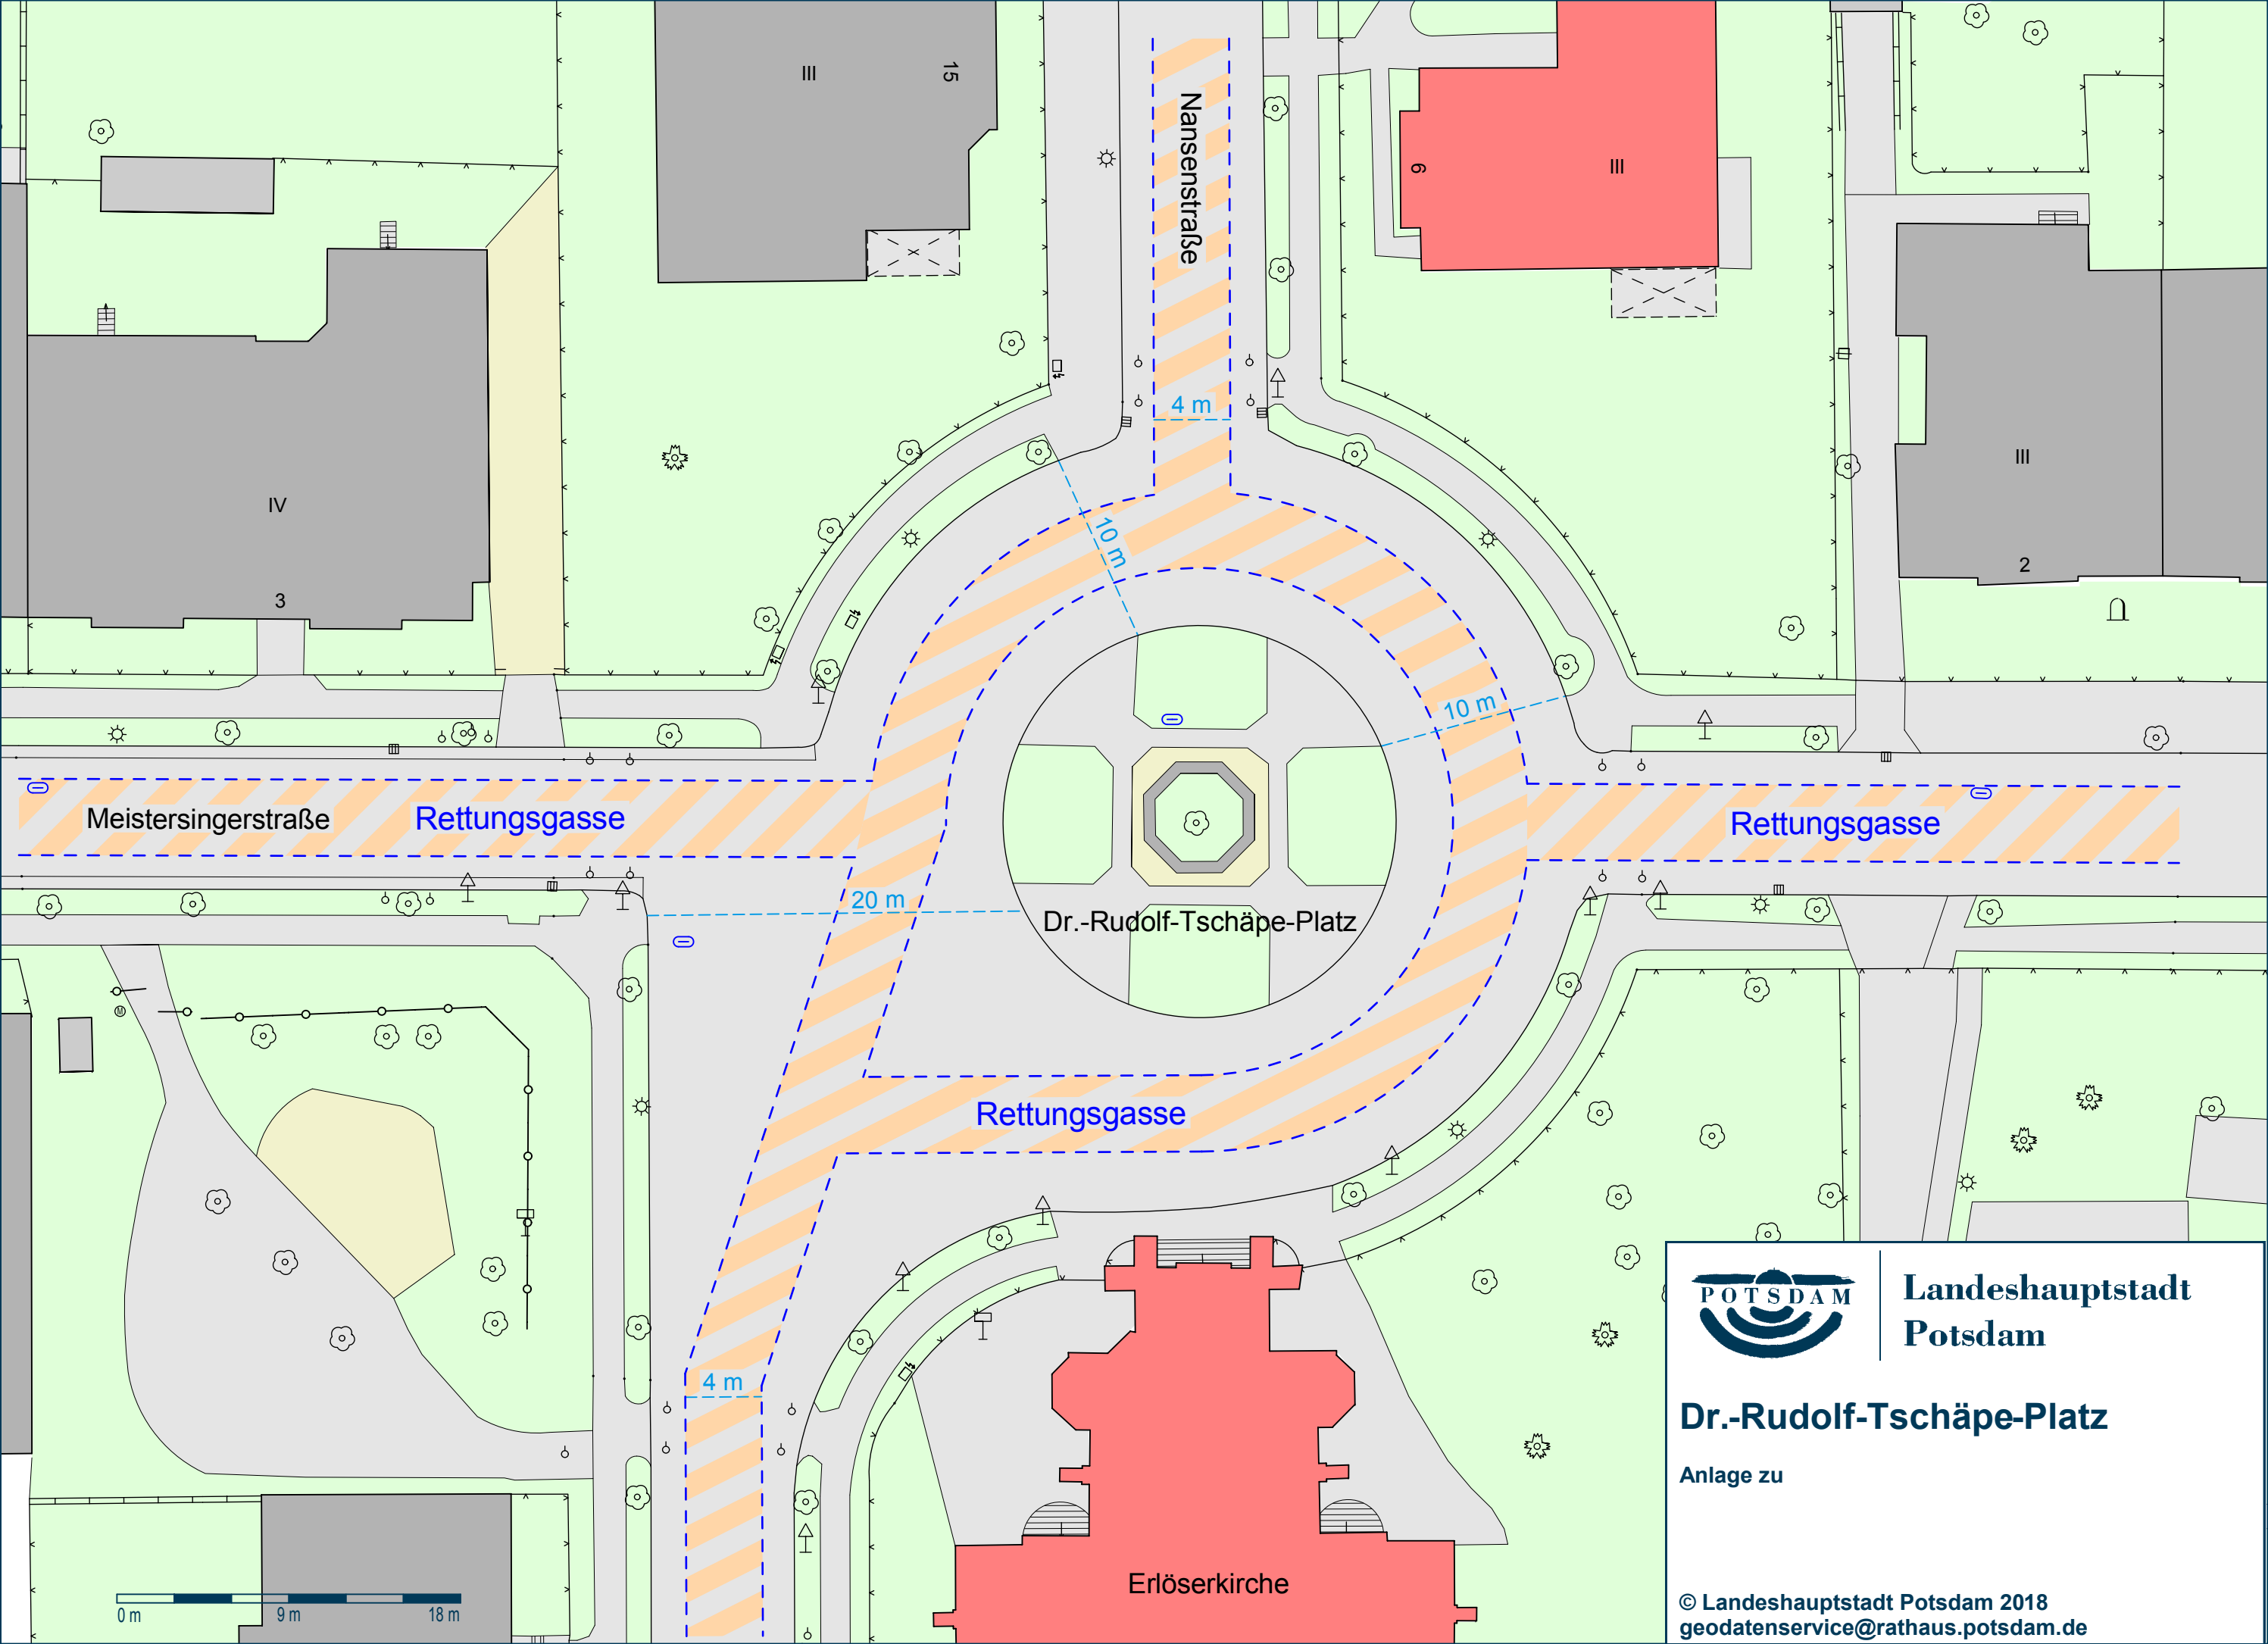 III
15
Nansenstraße
6
III
4 m
IV
3
10 m
III
2
10 m
Meistersingerstraße
Rettungsgasse
Rettungsgasse
20 m
Dr.-Rudolf-Tschäpe-Platz
M
Rettungsgasse
4 m
Erlöserkirche
0 m
9 m
18 m
POTSDAM
Landeshauptstadt
Potsdam
Dr.-Rudolf-Tschäpe-Platz
Anlage zu
© Landeshauptstadt Potsdam 2018
geodatenservice@rathaus.potsdam.de